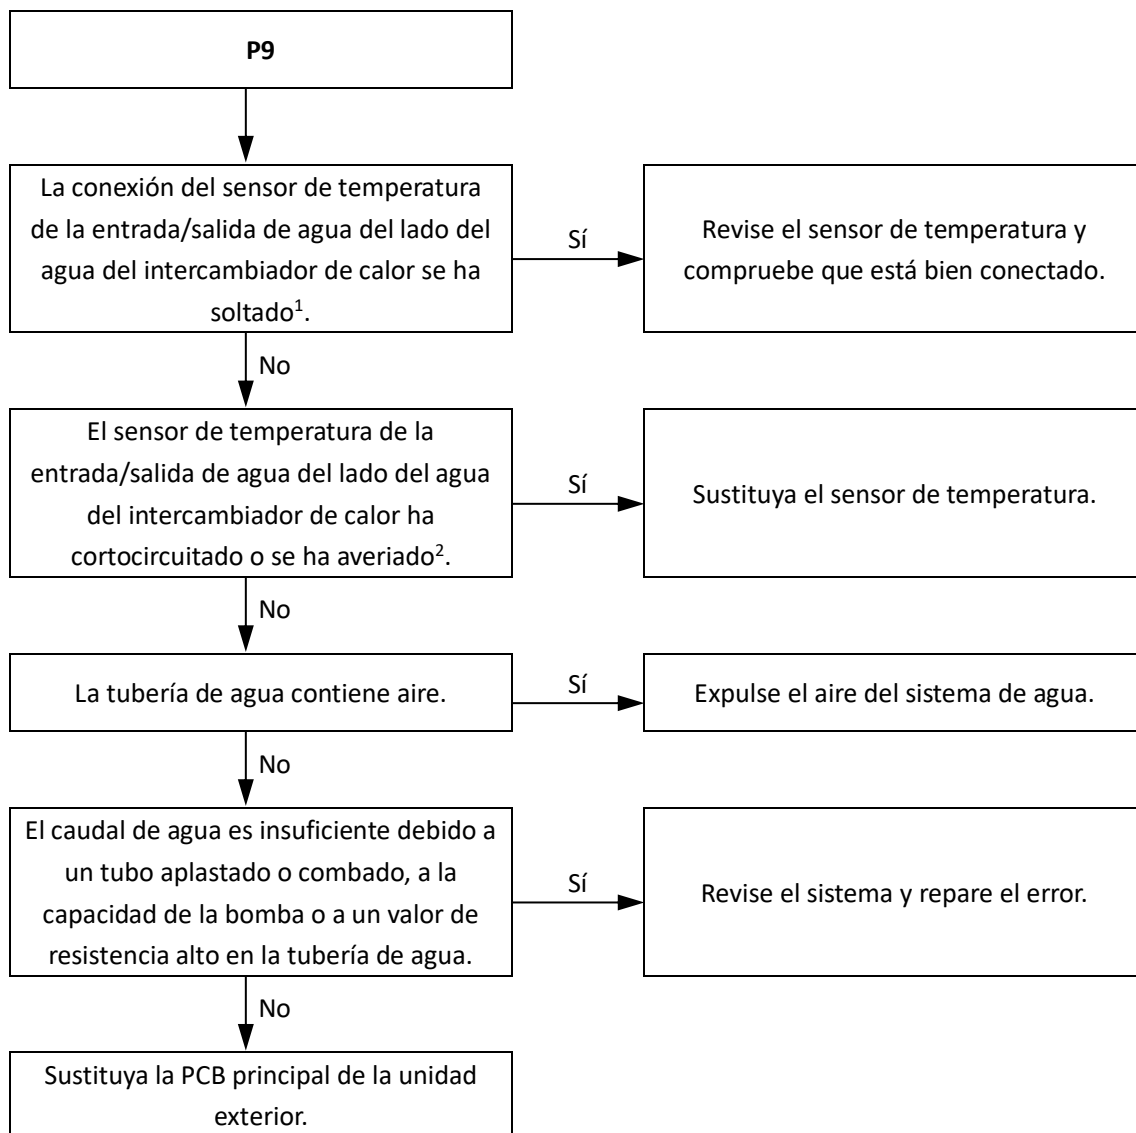 P9
La conexión del sensor de temperatura
de la entrada/salida de agua del lado del
agua del intercambiador de calor se ha
soltado¹.
Sí
Revise el sensor de temperatura y
compruebe que está bien conectado.
No
El sensor de temperatura de la
entrada/salida de agua del lado del agua
del intercambiador de calor ha
cortocircuitado o se ha averiado².
Sí
Sustituya el sensor de temperatura.
No
La tubería de agua contiene aire.
Sí
Expulse el aire del sistema de agua.
No
El caudal de agua es insuficiente debido a
un tubo aplastado o combado, a la
capacidad de la bomba o a un valor de
resistencia alto en la tubería de agua.
Sí
Revise el sistema y repare el error.
No
Sustituya la PCB principal de la unidad
exterior.